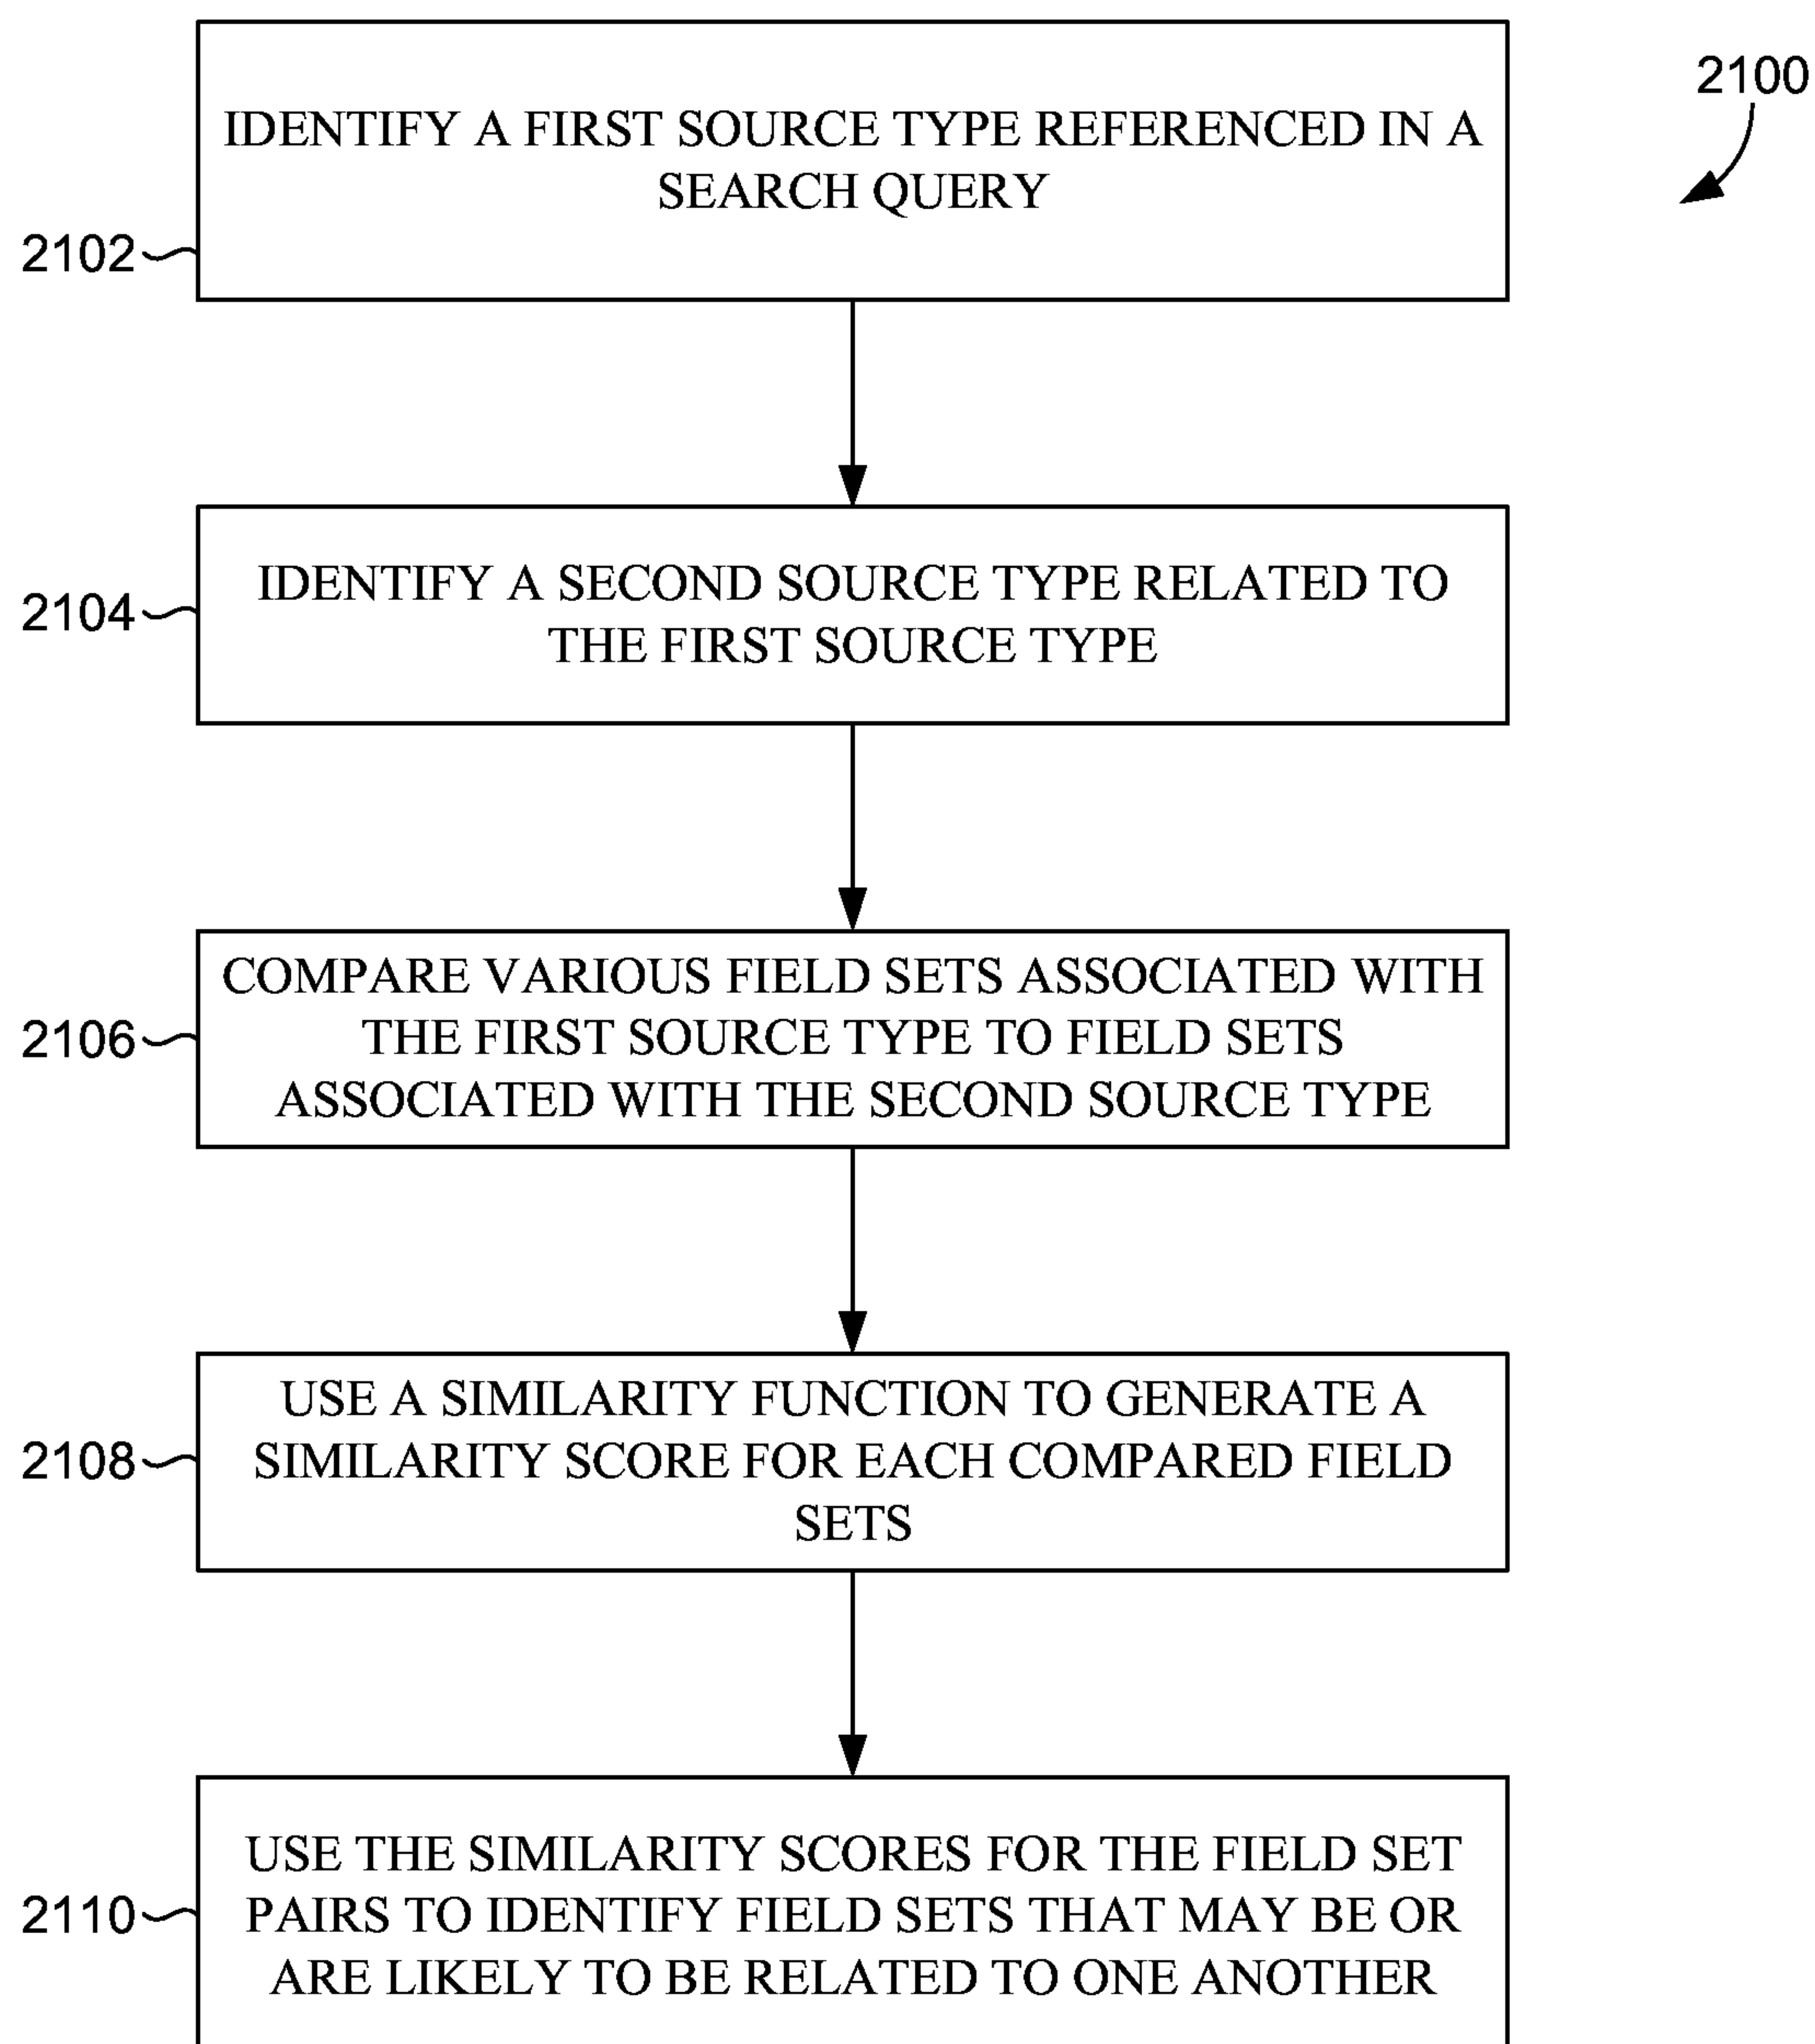 2100
IDENTIFY A FIRST SOURCE TYPE REFERENCED IN A
SEARCH QUERY
2102
IDENTIFY A SECOND SOURCE TYPE RELATED TO
THE FIRST SOURCE TYPE
2104
COMPARE VARIOUS FIELD SETS ASSOCIATED WITH
THE FIRST SOURCE TYPE TO FIELD SETS
ASSOCIATED WITH THE SECOND SOURCE TYPE
2106
USE A SIMILARITY FUNCTION TO GENERATE A
SIMILARITY SCORE FOR EACH COMPARED FIELD
SETS
2108
USE THE SIMILARITY SCORES FOR THE FIELD SET
PAIRS TO IDENTIFY FIELD SETS THAT MAY BE OR
ARE LIKELY TO BE RELATED TO ONE ANOTHER
2110